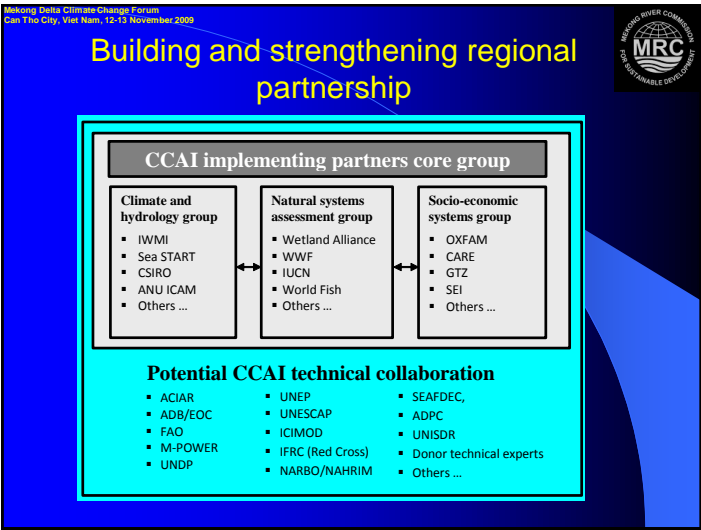 Mekong Delta Climate Change Forum
Can Tho City, Viet Nam, 12-13 November 2009
Building and strengthening regional
partnership
MEKONG RIVER COMMISSION
MRC
FOR SUSTAINABLE DEVELOPMENT
CCAI implementing partners core group
Climate and
hydrology group
▪ IWMI
▪ Sea START
▪ CSIRO
▪ ANU ICAM
▪ Others …
Natural systems
assessment group
▪ Wetland Alliance
▪ WWF
▪ IUCN
▪ World Fish
▪ Others …
Socio-economic
systems group
▪ OXFAM
▪ CARE
▪ GTZ
▪ SEI
▪ Others …
Potential CCAI technical collaboration
▪ ACIAR
▪ ADB/EOC
▪ FAO
▪ M-POWER
▪ UNDP
▪ UNEP
▪ UNESCAP
▪ ICIMOD
▪ IFRC (Red Cross)
▪ NARBO/NAHRIM
▪ SEAFDEC,
▪ ADPC
▪ UNISDR
▪ Donor technical experts
▪ Others …